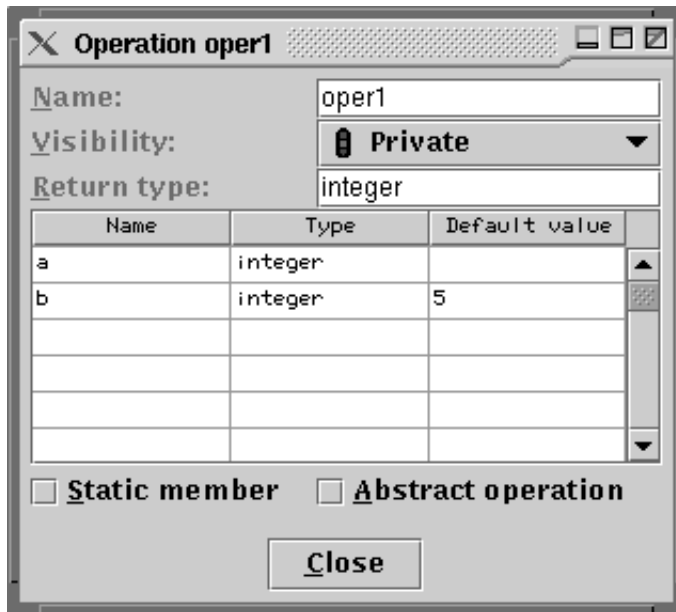 Operation oper1
Name: oper1
Visibility: Private
Return type: integer
Name Type Default value
a integer
b integer 5
Static member Abstract operation
Close